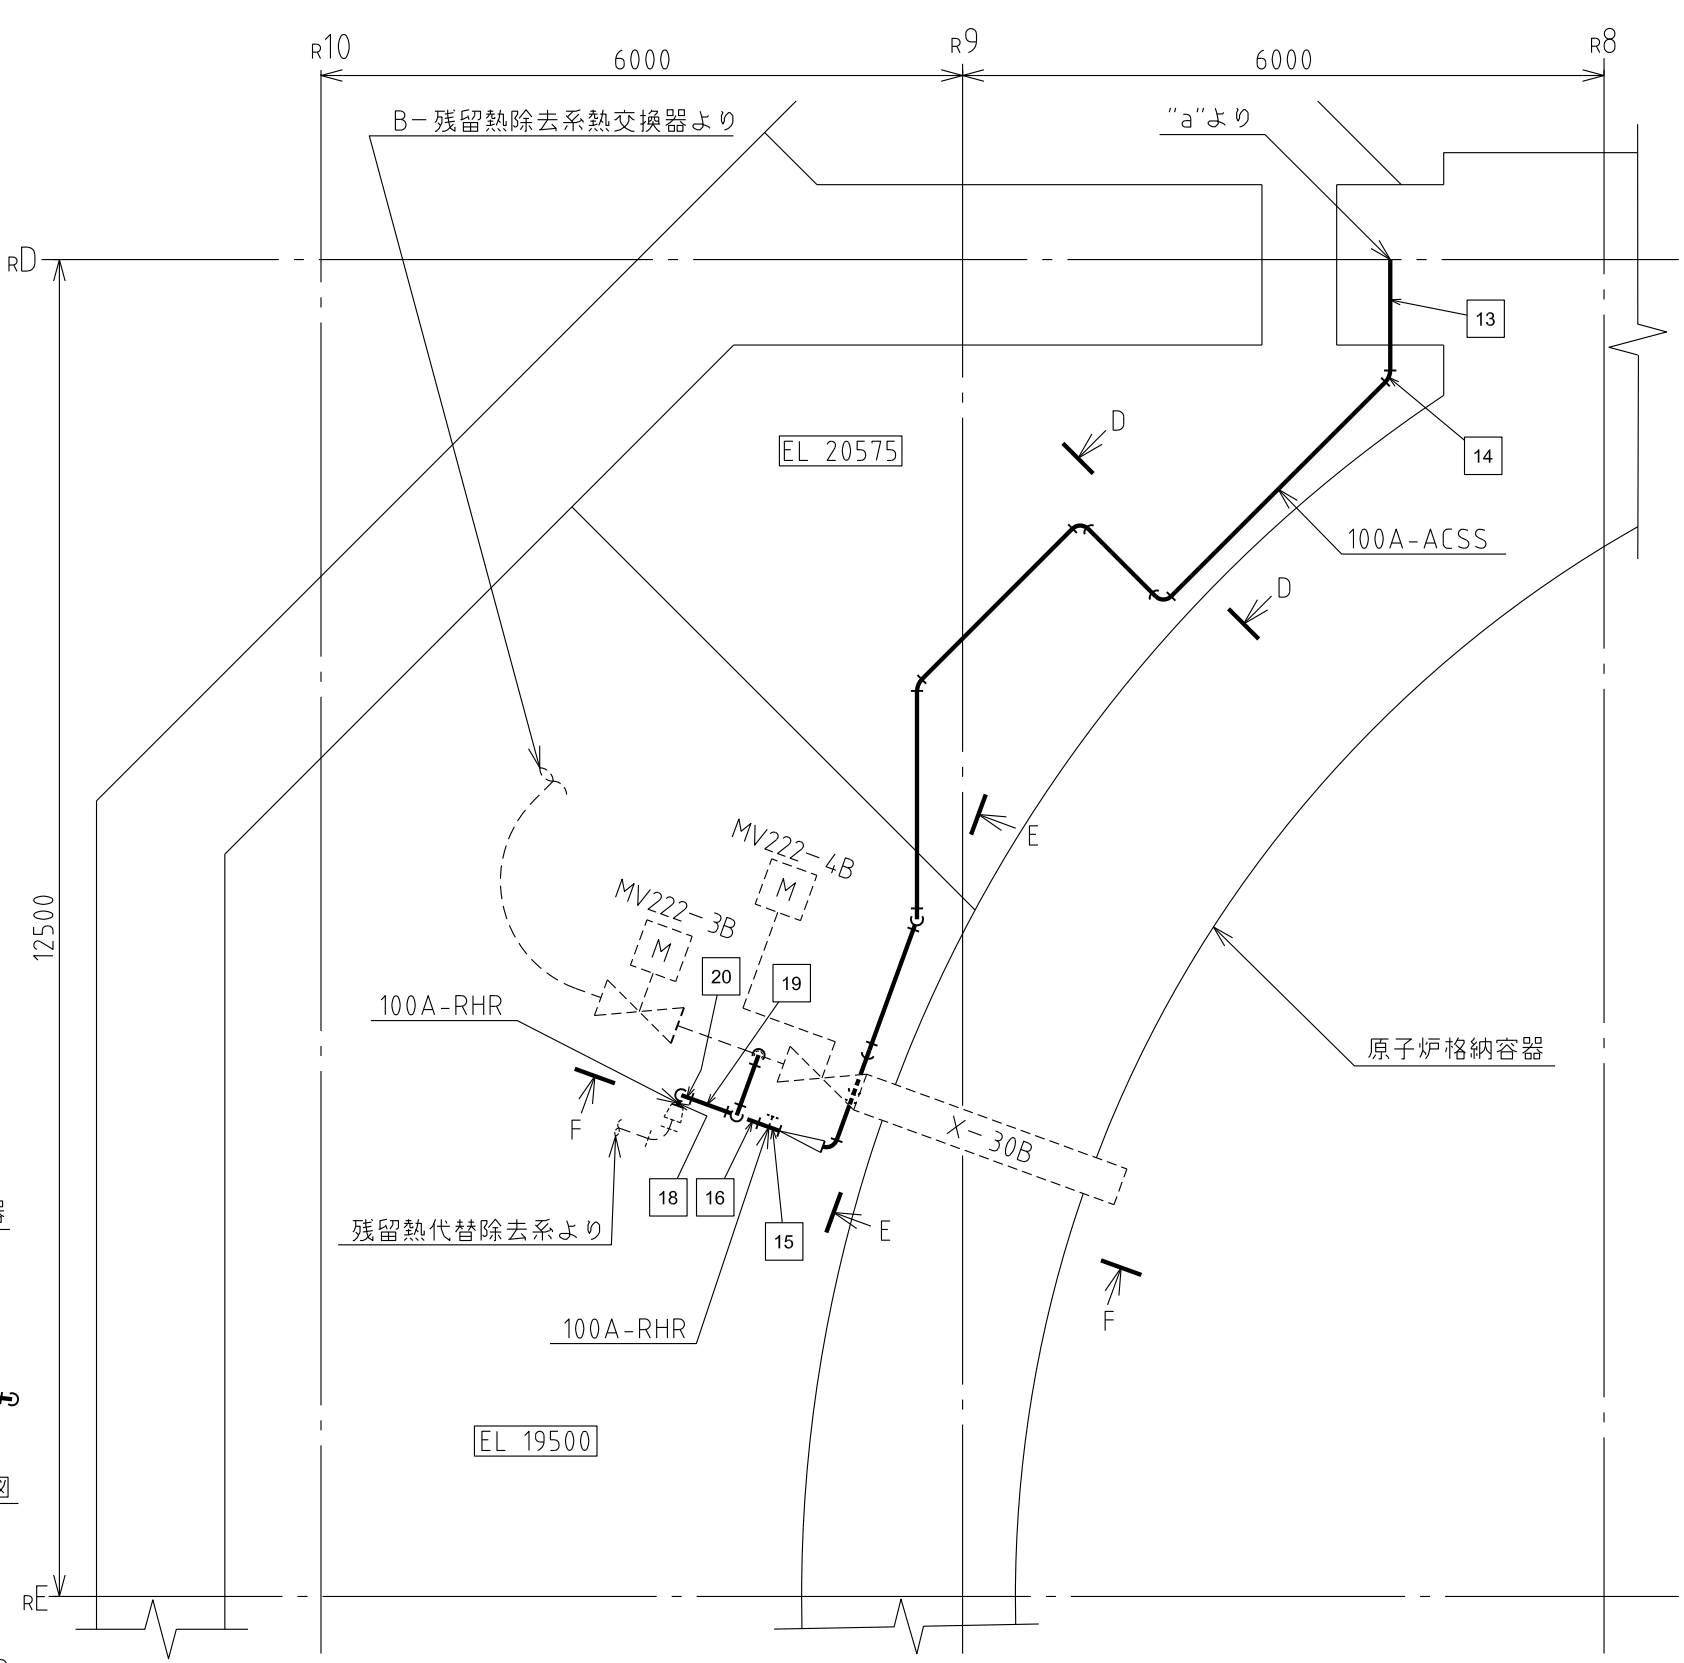 R10
R9
R8
6000
6000
B-残留熱除去系熱交換器より
"a"より
RD
13
D
EL 20575
14
100A-ACSS
D
E
MV222-4B
M
MV222-3B
M
12500
20
19
100A-RHR
原子炉格納容器
F
X-30B
18
16
残留熱代替除去系より
E
15
F
100A-RHR
EL 19500
RE